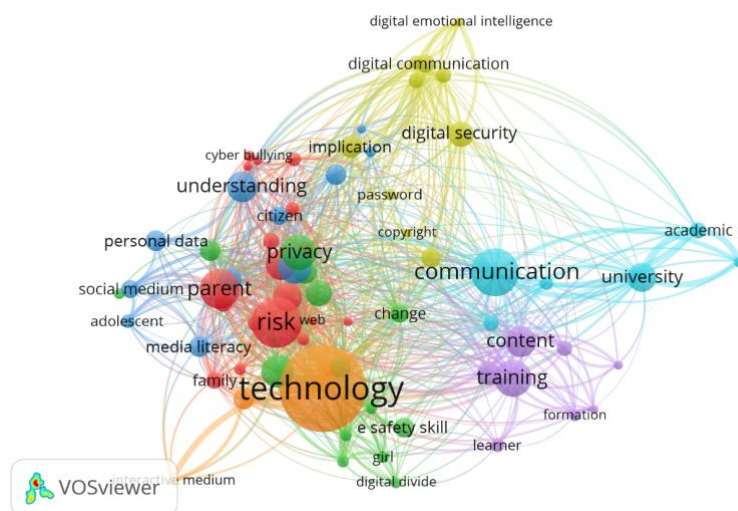 digital emotional intelligence
digital communication
digital security
implication
cyber bullying
understanding
password
citizen
copyright
academic
personal data
privacy
communication
university
social medium
parent
adolescent
risk
web
change
media literacy
content
family
technology
training
formation
e safety skill
learner
girl
interactive medium
digital divide
VOSviewer